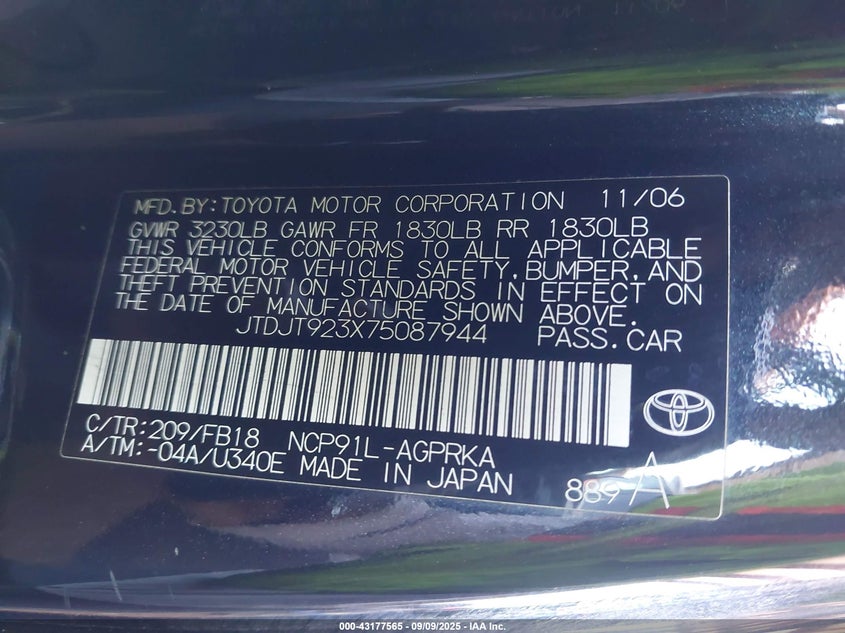 MFD.BY:TOYOTA MOTOR CORPORATION 11/06
GVWR 3230LB GAWR FR 1830LB RR 1830LB
THIS VEHICLE CONFORMS TO ALL APPLICABLE
FEDERAL MOTOR VEHICLE SAFETY,BUMPER,AND
THEFT PREVENTION STANDARDS IN EFFECT ON
THE DATE OF MANUFACTURE SHOWN ABOVE.
JTDJT923X75087944 PASS.CAR
C/TR:209/FB18 NCP91L-AGPRKA
A/TM:-04A/U340E MADE IN JAPAN
889 A
000-43177565 - 09/09/2025 - IAA Inc.